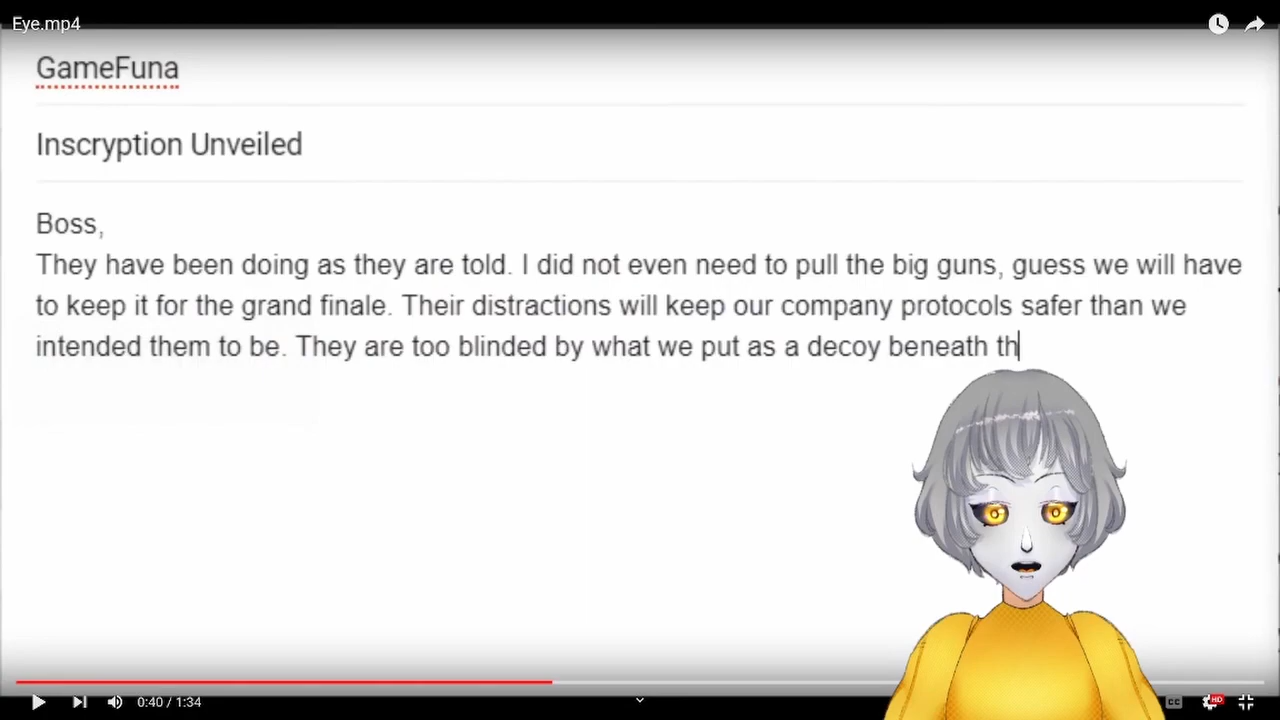 Eye.mp4
GameFuna
Inscryption Unveiled
Boss,
They have been doing as they are told. I did not even need to pull the big guns, guess we will have
to keep it for the grand finale. Their distractions will keep our company protocols safer than we
intended them to be. They are too blinded by what we put as a decoy beneath th
0:40 / 1:34
CC
HD